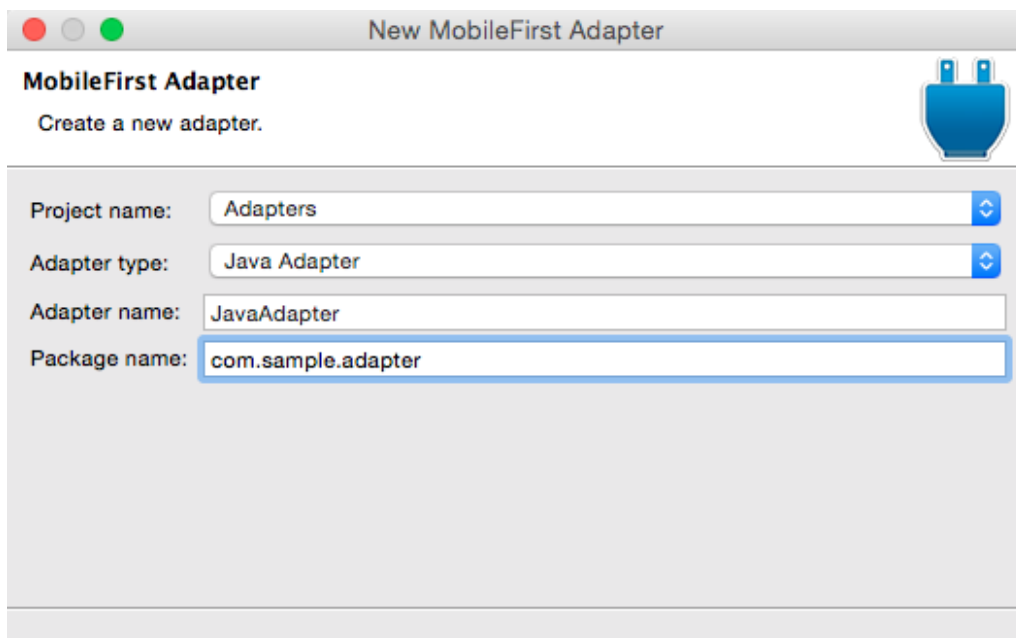 New MobileFirst Adapter
MobileFirst Adapter
Create a new adapter.
Project name: Adapters
Adapter type: Java Adapter
Adapter name: JavaAdapter
Package name: com.sample.adapter